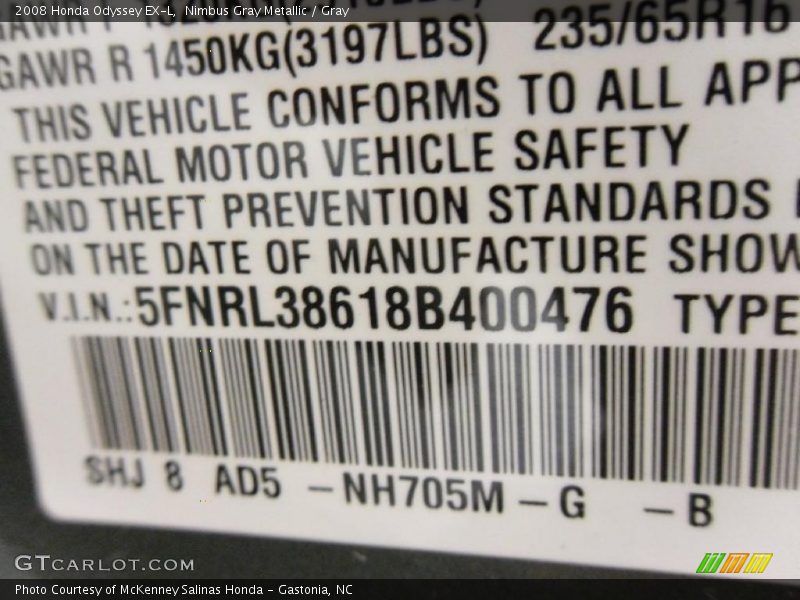 2008 Honda Odyssey EX-L, Nimbus Gray Metallic / Gray
GAWR R 1450KG(3197LBS) 235/65R16
THIS VEHICLE CONFORMS TO ALL APP
FEDERAL MOTOR VEHICLE SAFETY
AND THEFT PREVENTION STANDARDS
ON THE DATE OF MANUFACTURE SHOW
V.I.N.:5FNRL38618B400476 TYPE
SHJ 8 AD5 -NH705M-G -B
GTCARLOT.COM
Photo Courtesy of McKenney Salinas Honda - Gastonia, NC